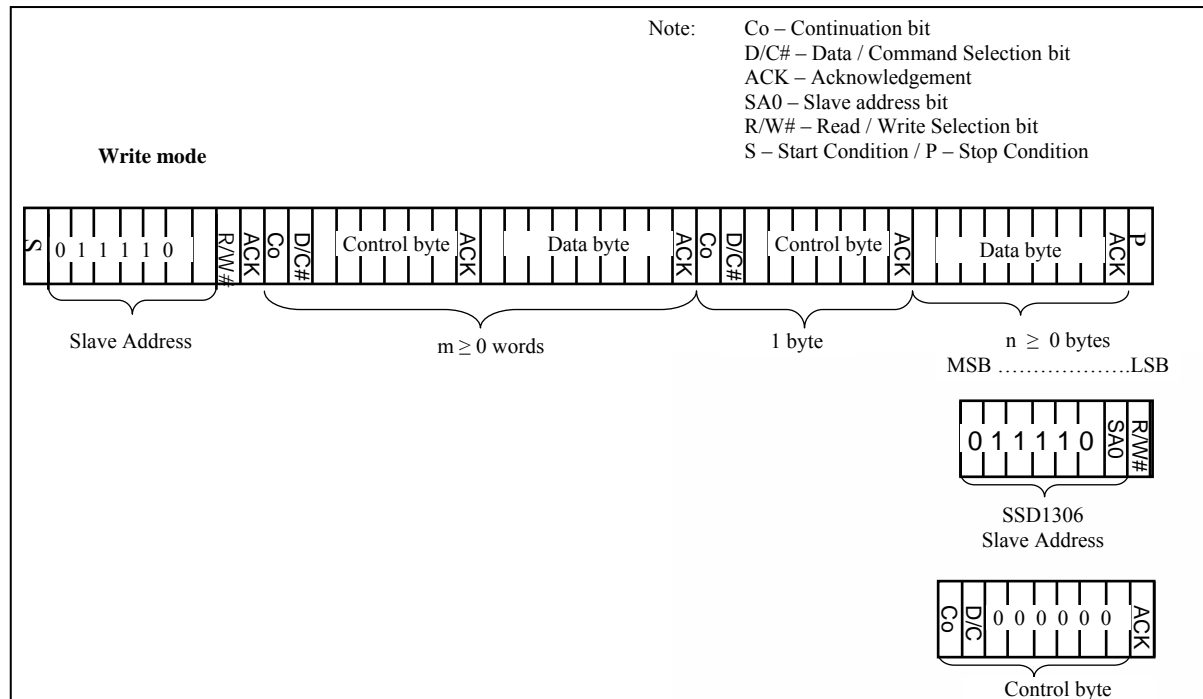 Note: Co – Continuation bit
D/C# – Data / Command Selection bit
ACK – Acknowledgement
SA0 – Slave address bit
R/W# – Read / Write Selection bit
S – Start Condition / P – Stop Condition
Write mode
S 0 1 1 1 1 0 R/W# ACK Co D/C# Control byte ACK Data byte ACK Co D/C# Control byte ACK Data byte ACK P
Slave Address m ≥ 0 words 1 byte n ≥ 0 bytes
MSB ....................LSB
0 1 1 1 1 0 SA0 R/W#
SSD1306
Slave Address
Co D/C 0 0 0 0 0 0 ACK
Control byte